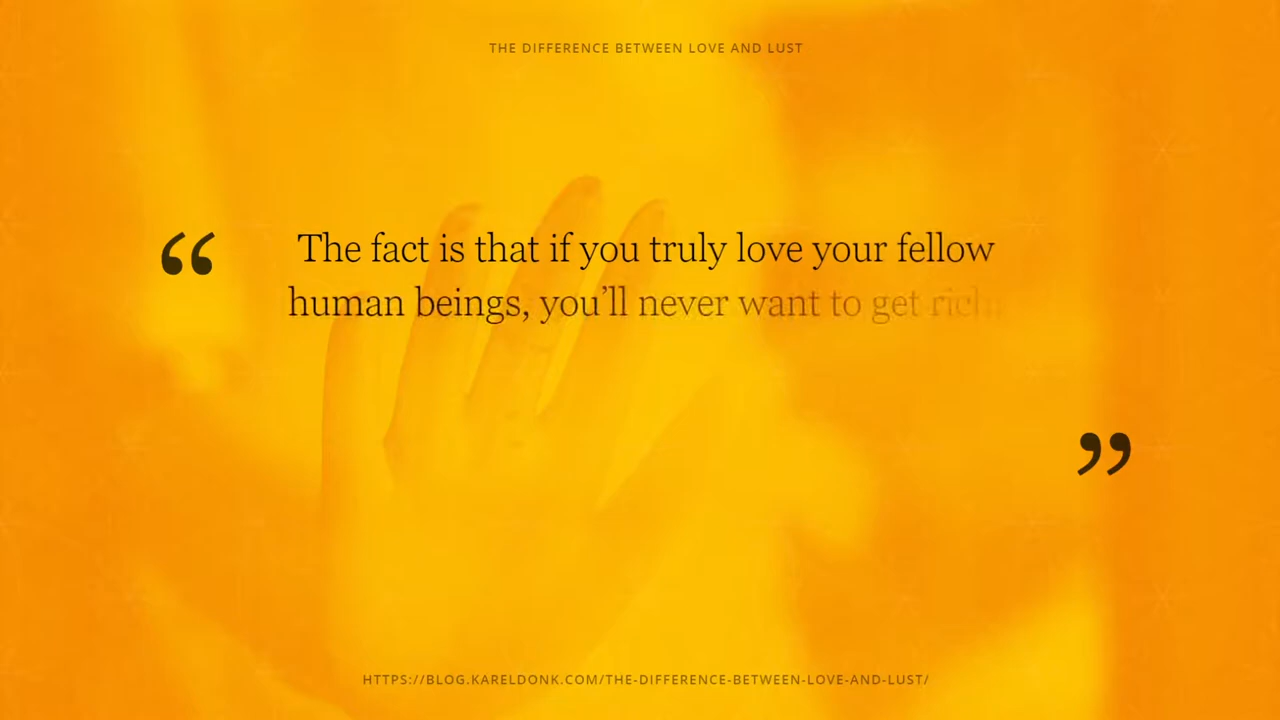 THE DIFFERENCE BETWEEN LOVE AND LUST
“
The fact is that if you truly love your fellow
human beings, you’ll never want to get rich
”
HTTPS://BLOG.KARELDONK.COM/THE-DIFFERENCE-BETWEEN-LOVE-AND-LUST/